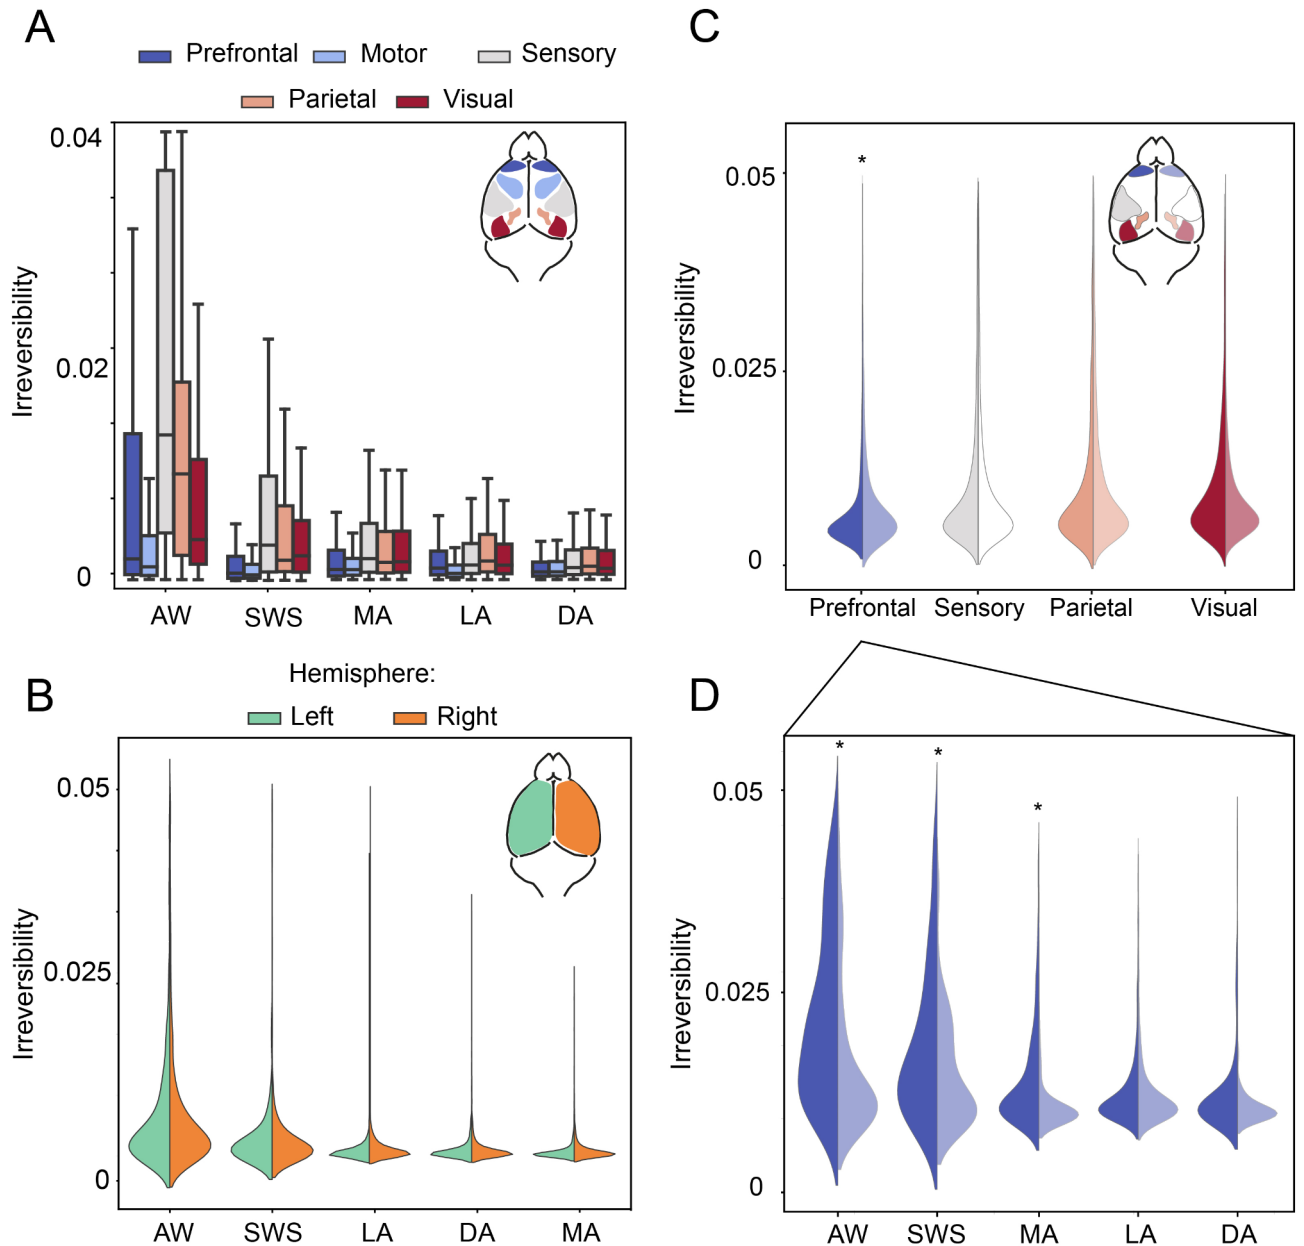 A
Prefrontal Motor Sensory
Parietal Visual
0.04
0.02
0
Irreversibility
AW SWS MA LA DA
B
Hemisphere:
Left Right
0.05
0.025
0
Irreversibility
AW SWS LA DA MA
C
*
0.05
0.025
0
Irreversibility
Prefrontal Sensory Parietal Visual
D
* * *
0.05
0.025
0
Irreversibility
AW SWS MA LA DA